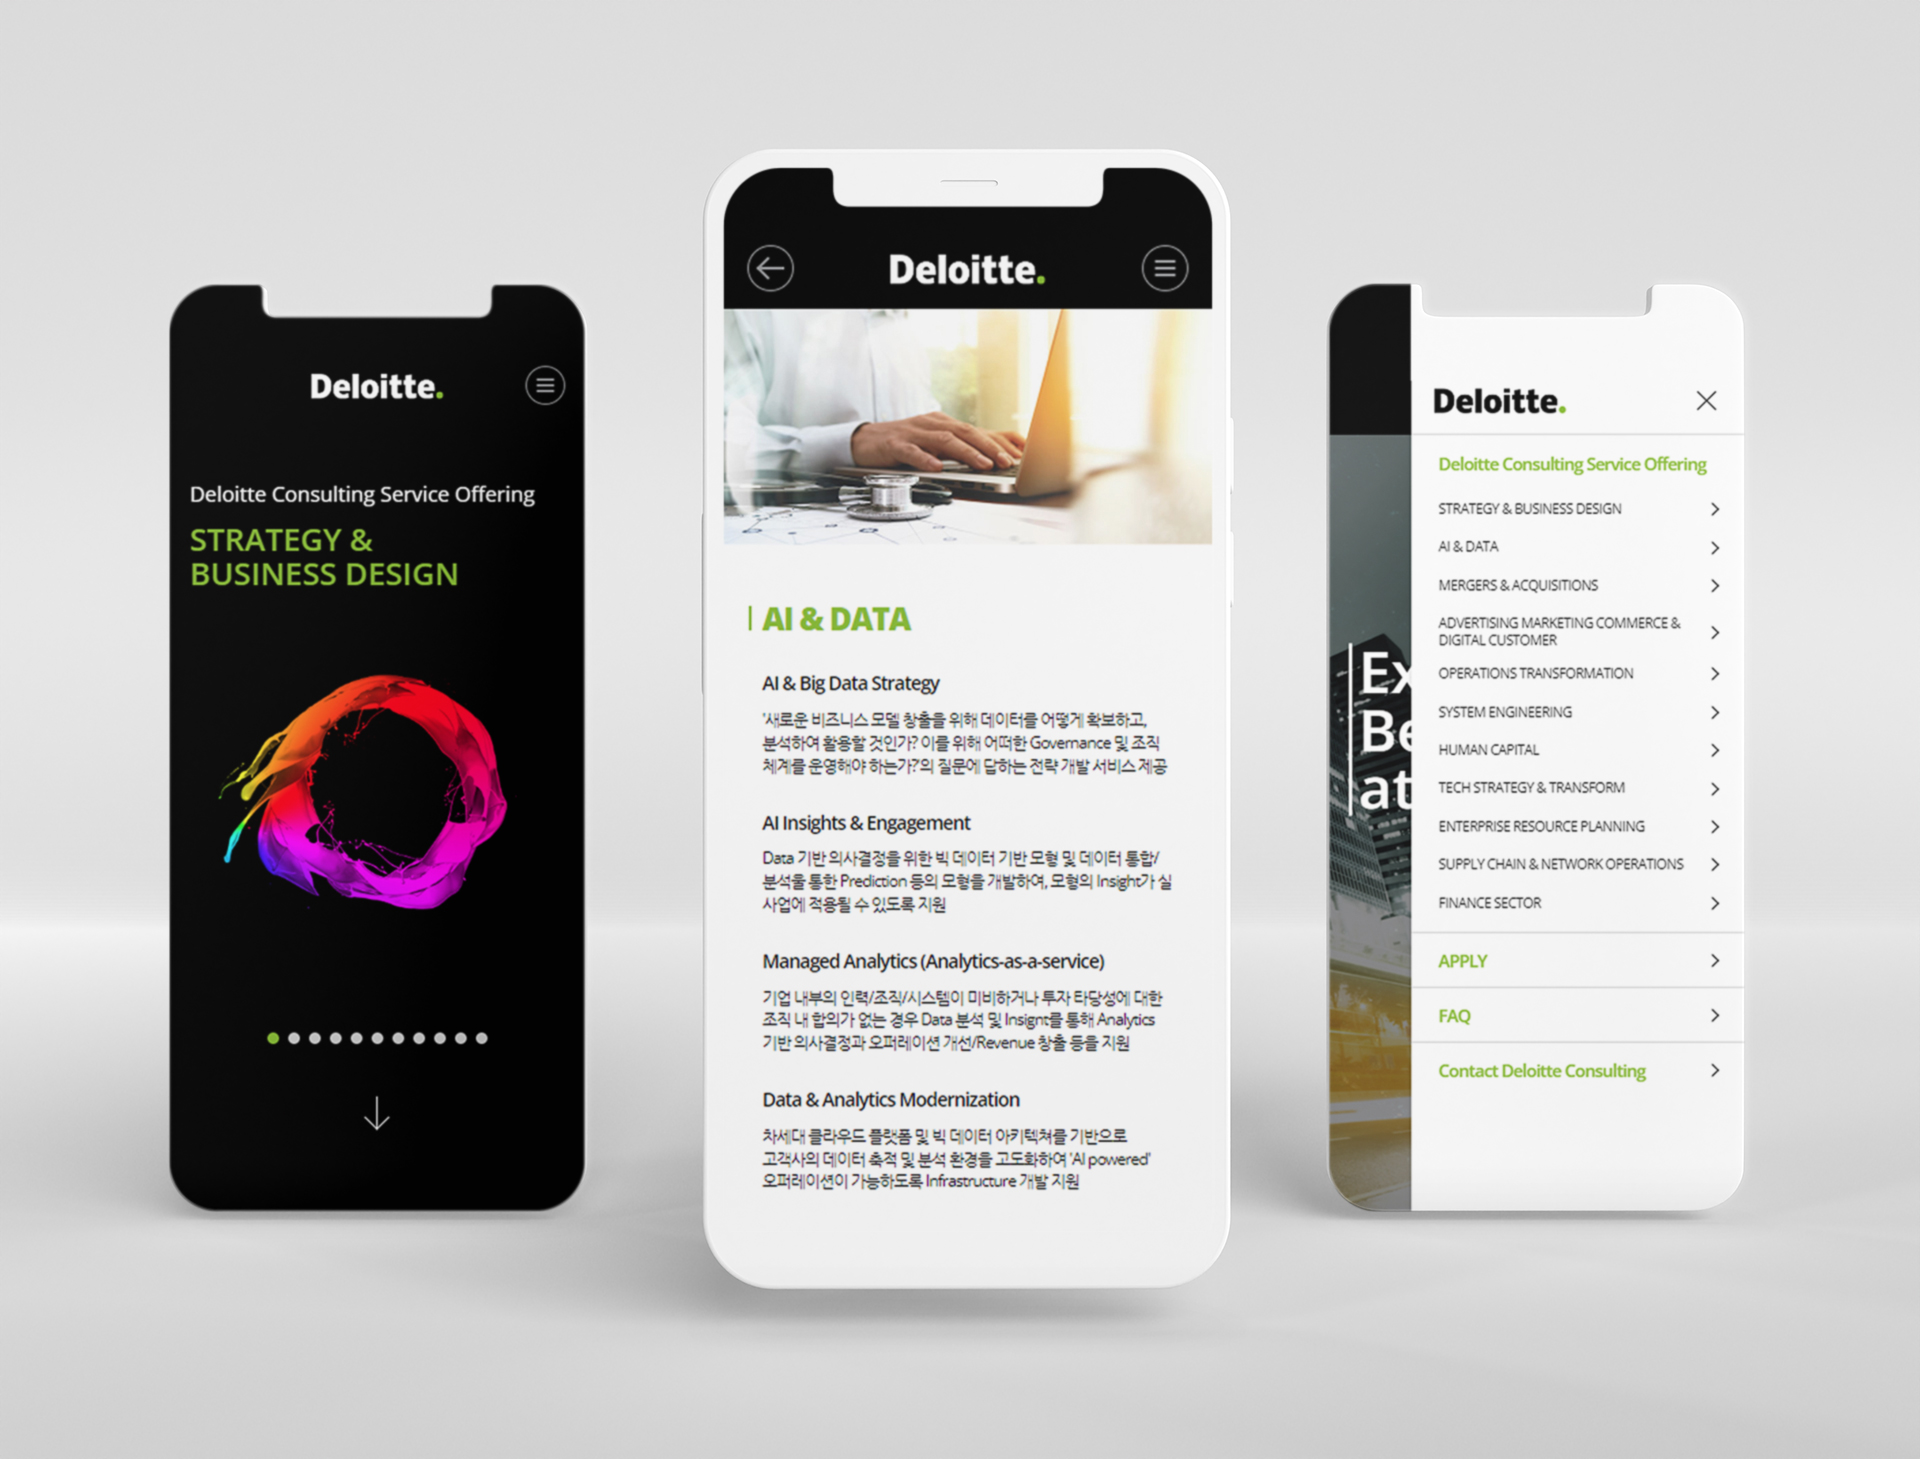 Deloitte.
Deloitte Consulting Service Offering
STRATEGY &
BUSINESS DESIGN
Deloitte.
AI & DATA
AI & Big Data Strategy
'새로운 비즈니스 모델 창출을 위해 데이터를 어떻게 확보하고,
분석하여 활용할 것인가? 이를 위해 어떠한 Governance 및 조직
체계를 운영해야 하는가?'의 질문에 답하는 전략 개발 서비스 제공
AI Insights & Engagement
Data 기반 의사결정을 위한 빅 데이터 기반 모형 및 데이터 통합/
분석울 통한 Prediction 등의 모형을 개발하여, 모형의 Insight가 실
사업에 적용될 수 있도록 지원
Managed Analytics (Analytics-as-a-service)
기업 내부의 인력/조직/시스템이 미비하거나 투자 타당성에 대한
조직 내 합의가 없는 경우 Data 분석 및 Insignt를 통해 Analytics
기반 의사결정과 오퍼레이션 개선/Revenue 창출 등을 지원
Data & Analytics Modernization
차세대 클라우드 플랫폼 및 빅 데이터 아키텍쳐를 기반으로
고객사의 데이터 축적 및 분석 환경을 고도화하여 'AI powered'
오퍼레이션이 가능하도록 Infrastructure 개발 지원
Ex
Be
at
Deloitte.
Deloitte Consulting Service Offering
STRATEGY & BUSINESS DESIGN
AI & DATA
MERGERS & ACQUISITIONS
ADVERTISING MARKETING COMMERCE &
DIGITAL CUSTOMER
OPERATIONS TRANSFORMATION
SYSTEM ENGINEERING
HUMAN CAPITAL
TECH STRATEGY & TRANSFORM
ENTERPRISE RESOURCE PLANNING
SUPPLY CHAIN & NETWORK OPERATIONS
FINANCE SECTOR
APPLY
FAQ
Contact Deloitte Consulting